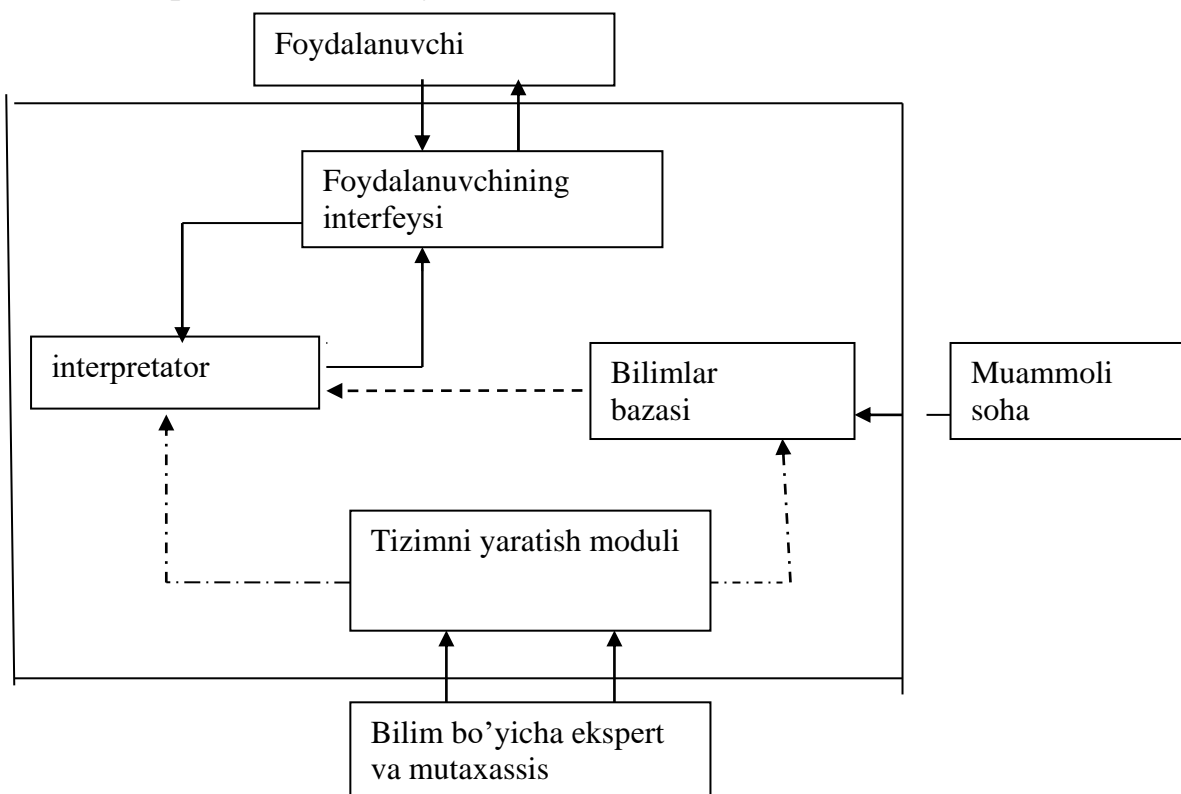 Foydalanuvchi
Foydalanuvchining
interfeysi
interpretator
Bilimlar
bazasi
Muammoli
soha
Tizimni yaratish moduli
Bilim bo’yicha ekspert
va mutaxassis